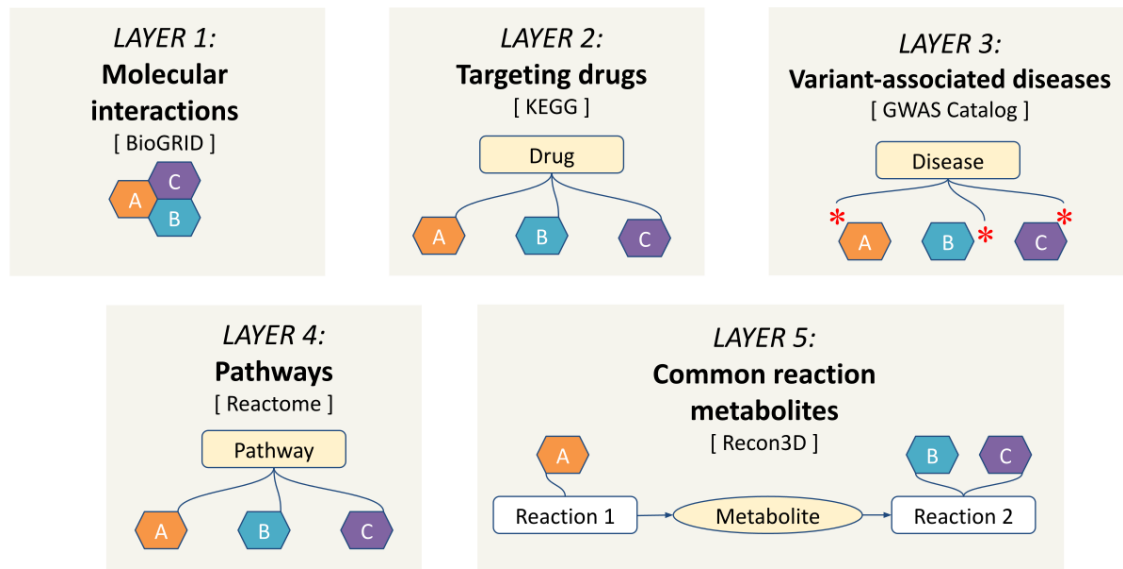 LAYER 1:
Molecular
interactions
[ BioGRID ]
A
C
B
LAYER 2:
Targeting drugs
[ KEGG ]
Drug
A
B
C
LAYER 3:
Variant-associated diseases
[ GWAS Catalog ]
Disease
* * *
A
B
C
LAYER 4:
Pathways
[ Reactome ]
Pathway
A
B
C
LAYER 5:
Common reaction
metabolites
[ Recon3D ]
A
B
C
Reaction 1
Metabolite
Reaction 2